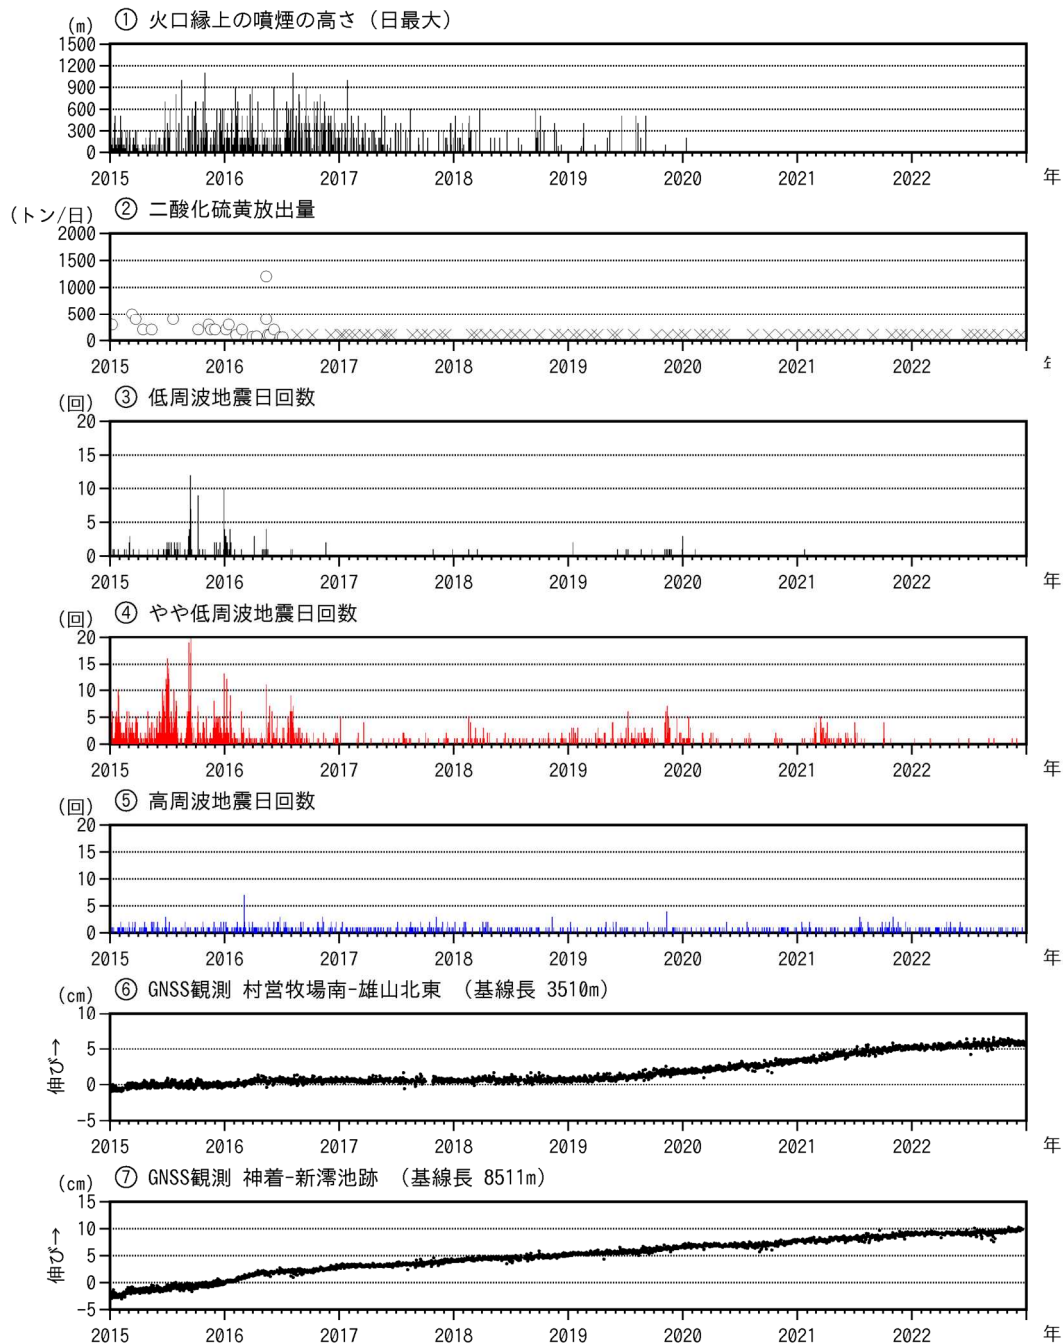 (m) ① 火口縁上の噴煙の高さ（日最大）
1500
1200
900
600
300
0
2015 2016 2017 2018 2019 2020 2021 2022 年
(トン/日) ② 二酸化硫黄放出量
2000
1500
1000
500
0
2015 2016 2017 2018 2019 2020 2021 2022
(回) ③ 低周波地震日回数
20
15
10
5
0
2015 2016 2017 2018 2019 2020 2021 2022 年
(回) ④ やや低周波地震日回数
20
15
10
5
0
2015 2016 2017 2018 2019 2020 2021 2022 年
(回) ⑤ 高周波地震日回数
20
15
10
5
0
2015 2016 2017 2018 2019 2020 2021 2022 年
(cm) ⑥ GNSS観測 村営牧場南-雄山北東 （基線長 3510m）
10
5
0
-5
伸び→
2015 2016 2017 2018 2019 2020 2021 2022 年
(cm) ⑦ GNSS観測 神着-新澪池跡 （基線長 8511m）
15
10
5
0
-5
伸び→
2015 2016 2017 2018 2019 2020 2021 2022 年